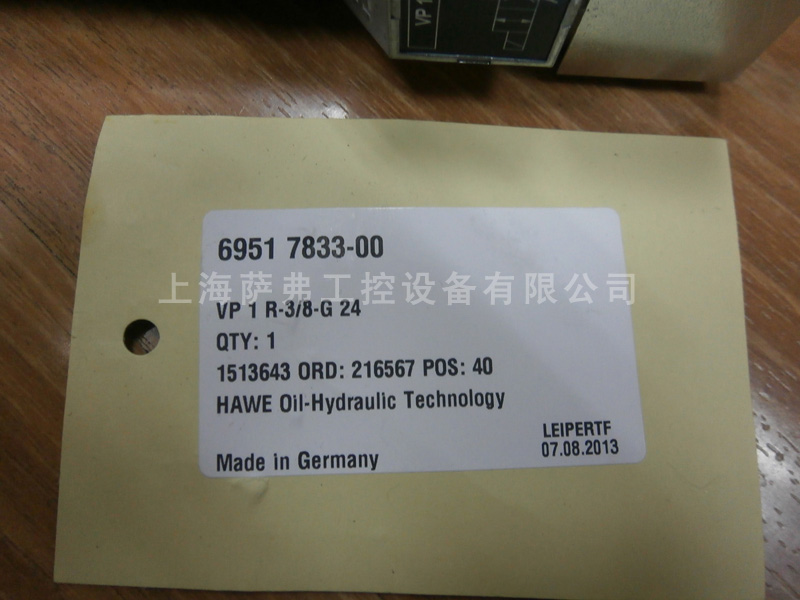 VP 1
6951 7833-00
上海萨弗工控设备有限公司
VP 1 R-3/8-G 24
QTY: 1
1513643 ORD: 216567 POS: 40
HAWE Oil-Hydraulic Technology
LEIPERTF
07.08.2013
Made in Germany